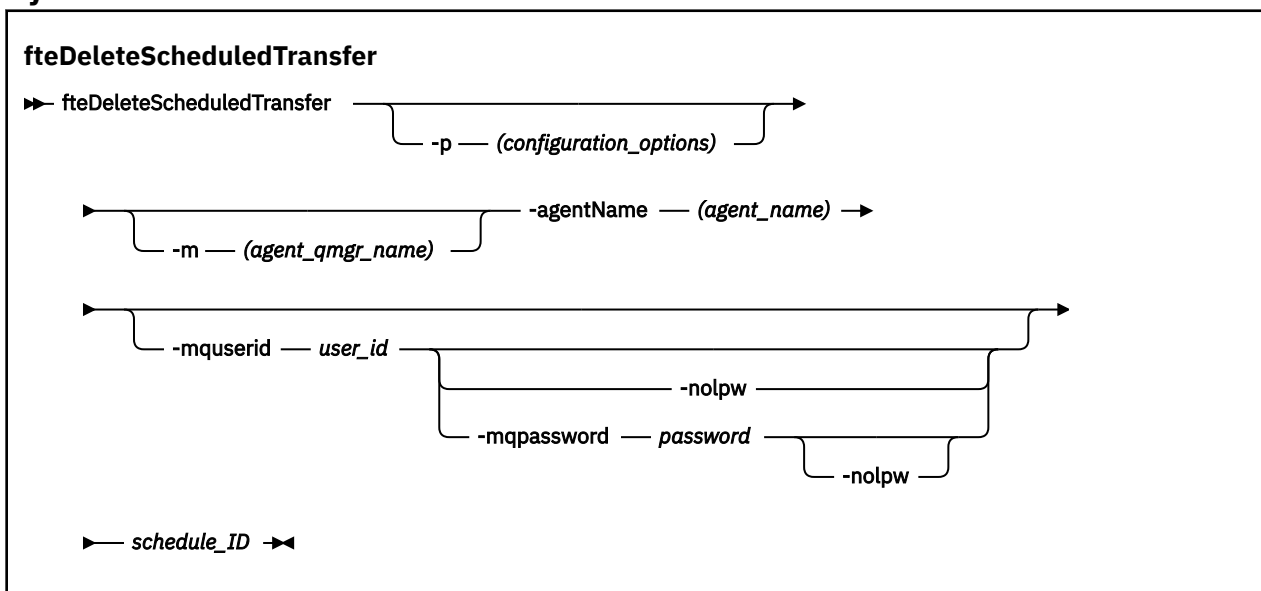 fteDeleteScheduledTransfer
fteDeleteScheduledTransfer
-p (configuration_options)
-agentName (agent_name)
-m (agent_qmgr_name)
-mquserid user_id
-nolpw
-mqpassword password
-nolpw
schedule_ID